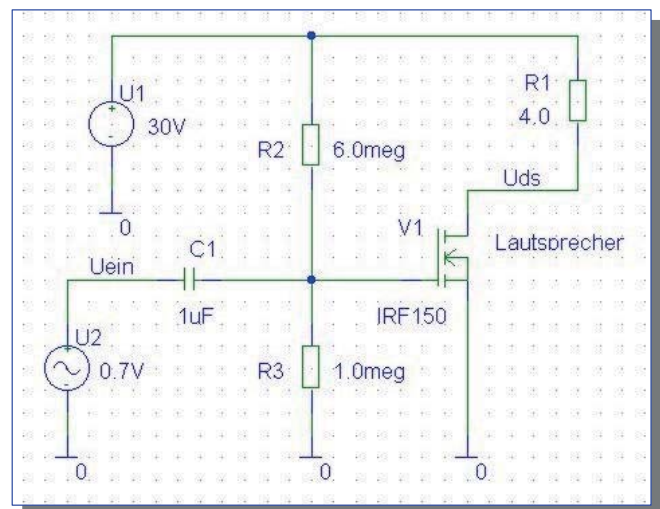 U1
30V
0
R2
6.0meg
R1
4.0
Uds
V1
Lautsprecher
IRF150
Uein
C1
1uF
U2
0.7V
0
R3
1.0meg
0
0